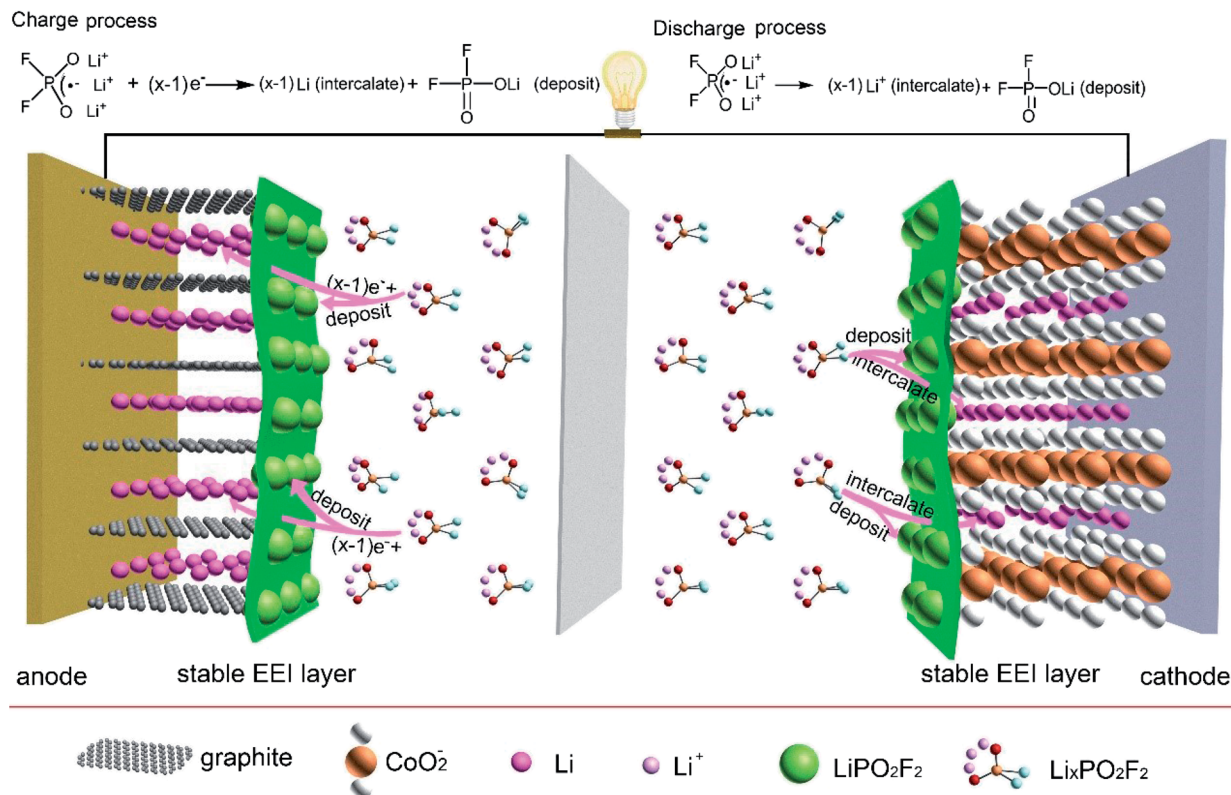 Charge process
F F P O O Li⁺ Li⁺ Li⁺ •- + (x-1)e⁻ → (x-1)Li (intercalate) + F F P O OLi (deposit)
Discharge process
F F P O O Li⁺ Li⁺ Li⁺ •- → (x-1) Li⁺ (intercalate) + F F P O OLi (deposit)
(x-1)e⁻+
deposit
deposit
intercalate
deposit
(x-1)e⁻+
intercalate
deposit
anode
stable EEI layer
stable EEI layer
cathode
graphite
CoO₂⁻
Li
Li⁺
LiPO₂F₂
LiₓPO₂F₂